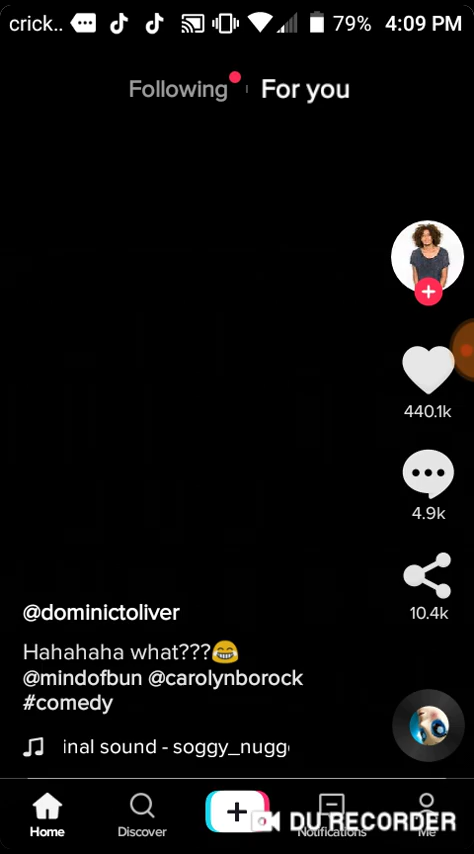 crick.. 79% 4:09 PM
Following For you
440.1k
4.9k
10.4k
@dominictoliver
Hahahaha what???😂
@mindofbun @carolynborock
#comedy
inal sound - soggy_nugg
Home Discover Notifications Me
DU RECORDER